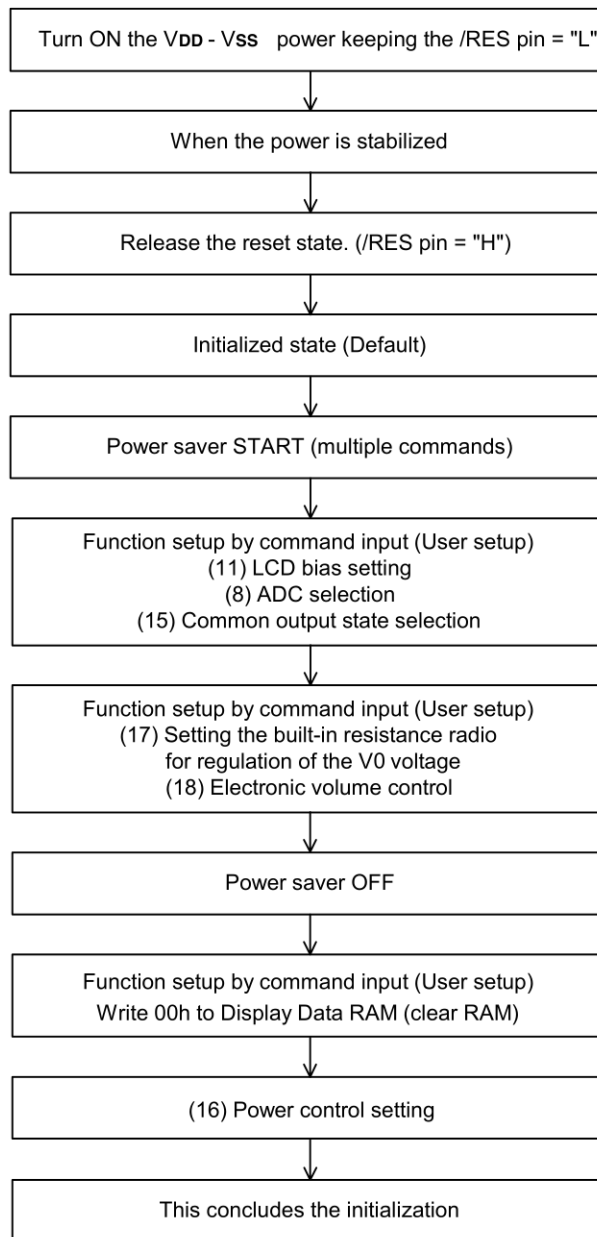 Turn ON the VDD - VSS power keeping the /RES pin = "L"
When the power is stabilized
Release the reset state. (/RES pin = "H")
Initialized state (Default)
Power saver START (multiple commands)
Function setup by command input (User setup)
(11) LCD bias setting
(8) ADC selection
(15) Common output state selection
Function setup by command input (User setup)
(17) Setting the built-in resistance radio
for regulation of the V0 voltage
(18) Electronic volume control
Power saver OFF
Function setup by command input (User setup)
Write 00h to Display Data RAM (clear RAM)
(16) Power control setting
This concludes the initialization